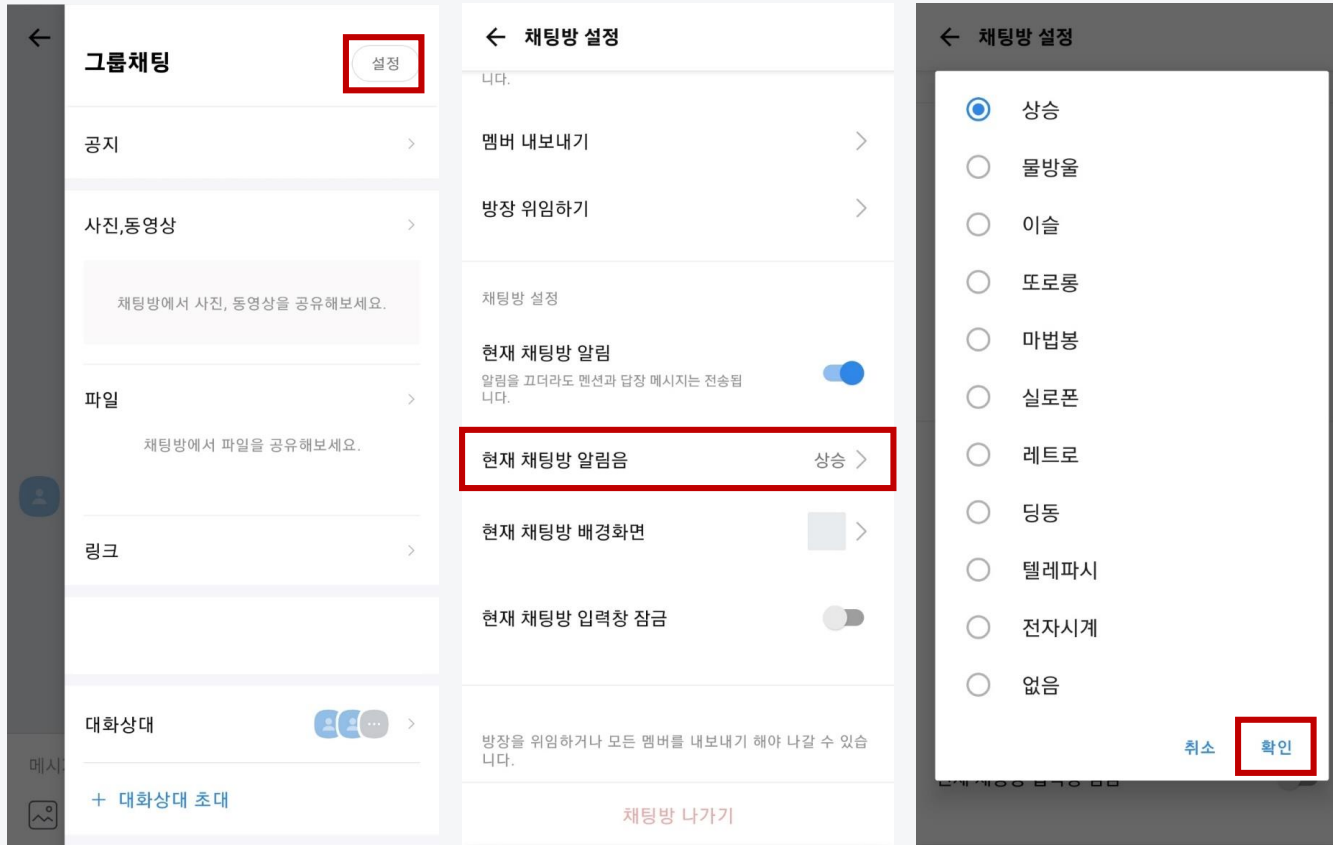 그룹채팅
설정
공지
사진,동영상
채팅방에서 사진, 동영상을 공유해보세요.
파일
채팅방에서 파일을 공유해보세요.
링크
대화상대
+ 대화상대 초대
메시
채팅방 설정
니다.
멤버 내보내기
방장 위임하기
채팅방 설정
현재 채팅방 알림
알림을 끄더라도 멘션과 답장 메시지는 전송됩
니다.
현재 채팅방 알림음
상승
현재 채팅방 배경화면
현재 채팅방 입력창 잠금
방장을 위임하거나 모든 멤버를 내보내기 해야 나갈 수 있습
니다.
채팅방 나가기
채팅방 설정
상승
물방울
이슬
또로롱
마법봉
실로폰
레트로
딩동
텔레파시
전자시계
없음
취소
확인